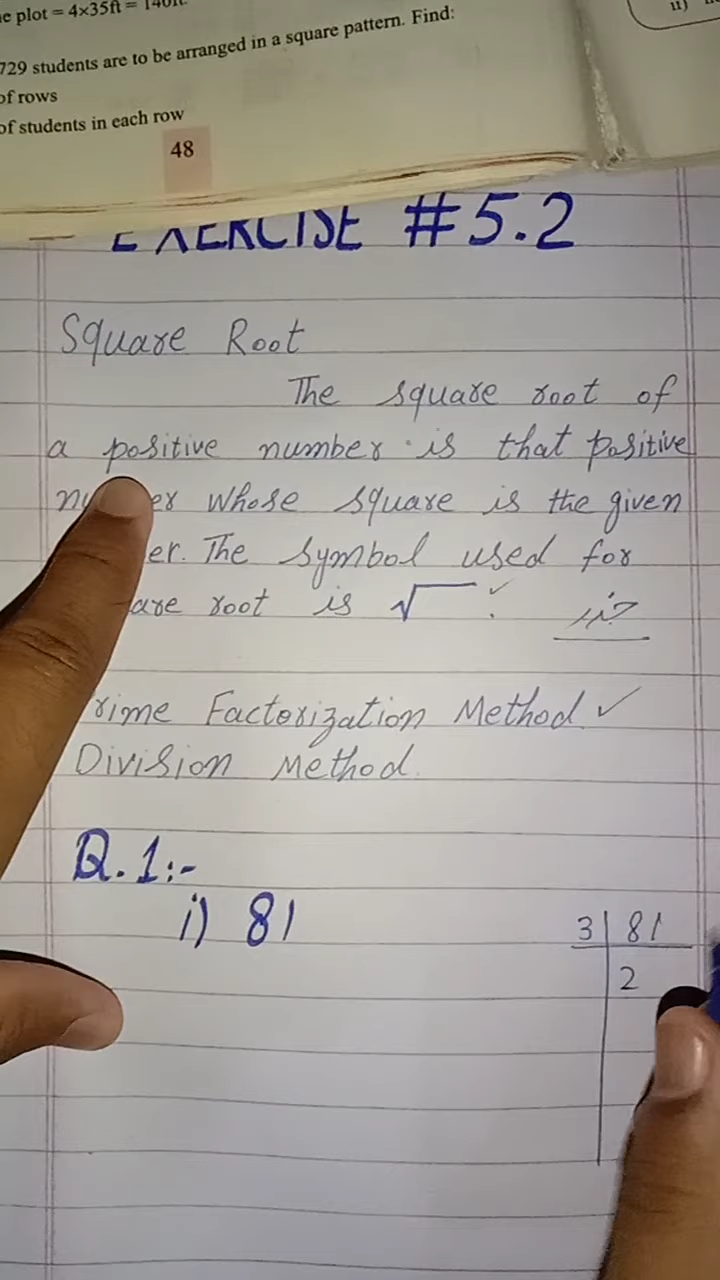 plot = 4×35ft = 140ft.
729 students are to be arranged in a square pattern. Find:
of rows
of students in each row
48
ii)
EXERCISE #5.2
Square Root
The square root of
a positive number is that positive
whose square is the given
er. The symbol used for
are root is √ ✓.
جذر
rime Factorization Method ✓
Division Method.
Q.1:-
i) 81
3 | 81
2